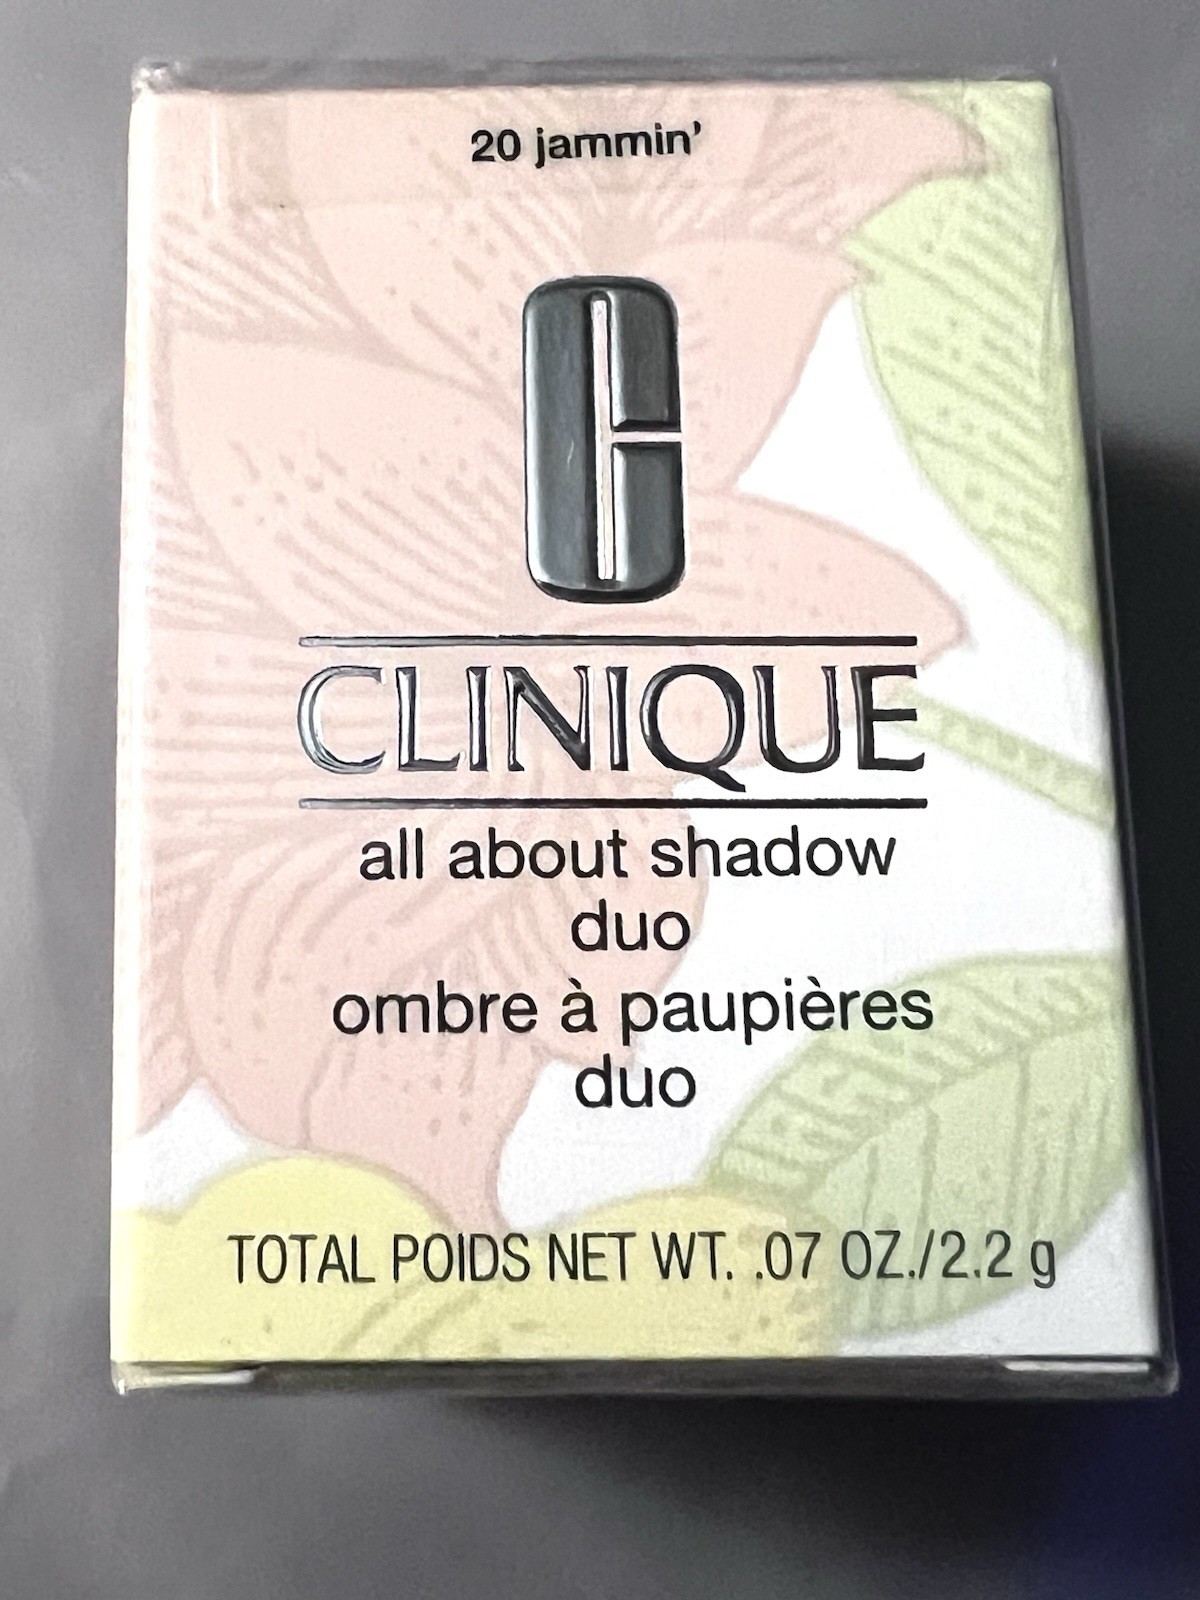 20 jammin'
C
CLINIQUE
all about shadow
duo
ombre à paupières
duo
TOTAL POIDS NET WT. .07 OZ./2.2 g